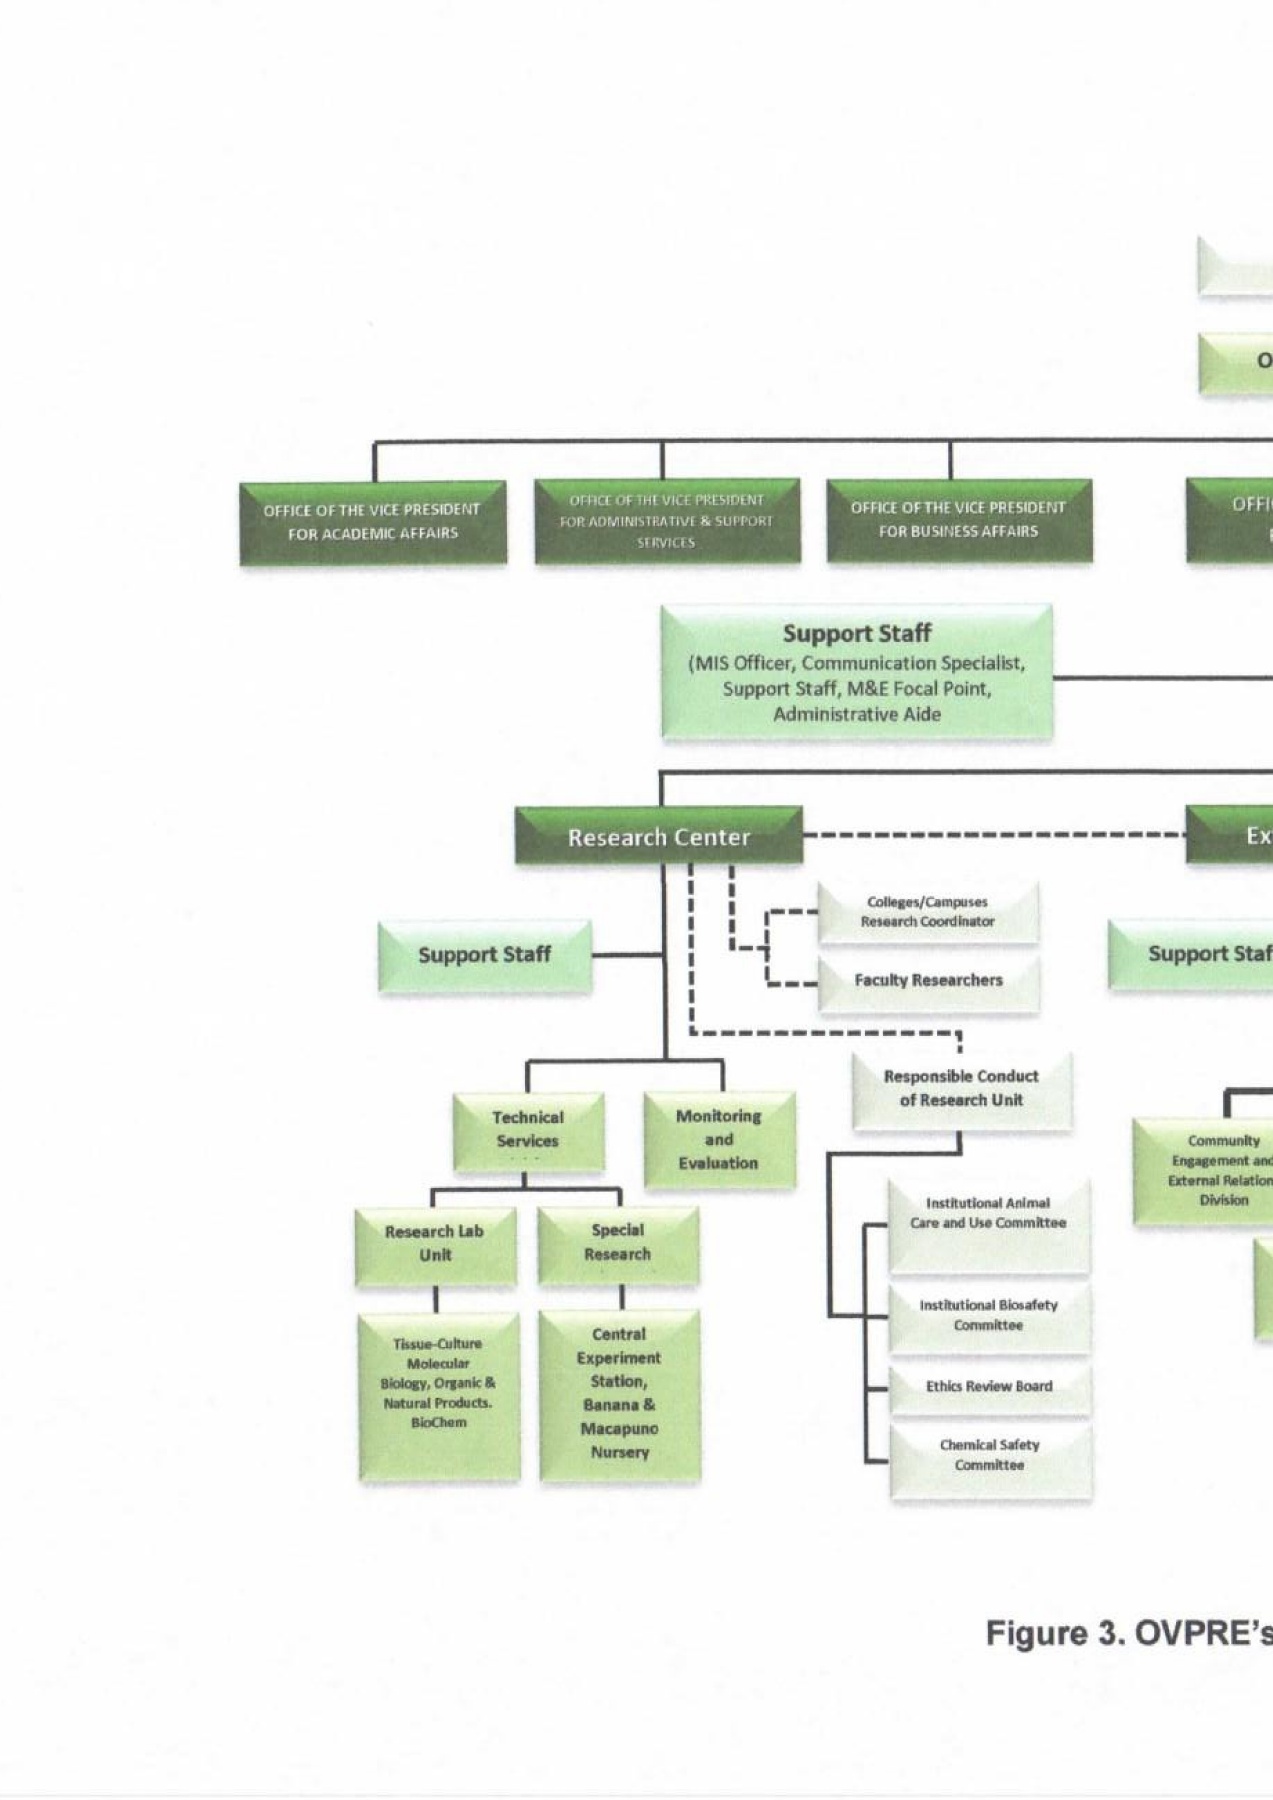 O
OFFICE OF THE VICE PRESIDENT
FOR ACADEMIC AFFAIRS
OFFICE OF THE VICE PRESIDENT
FOR ADMINISTRATIVE & SUPPORT
SERVICES
OFFICE OF THE VICE PRESIDENT
FOR BUSINESS AFFAIRS
OFFIC
Support Staff
(MIS Officer, Communication Specialist,
Support Staff, M&E Focal Point,
Administrative Aide
Research Center
Ex
Colleges/Campuses
Research Coordinator
Support Staff
Faculty Researchers
Support Staf
Responsible Conduct
of Research Unit
Technical
Services
Monitoring
and
Evaluation
Community
Engagement and
External Relation
Division
Research Lab
Unit
Special
Research
Institutional Animal
Care and Use Committee
Institutional Biosafety
Committee
Ethics Review Board
Chemical Safety
Committee
Tissue-Culture
Molecular
Biology, Organic &
Natural Products.
BioChem
Central
Experiment
Station,
Banana &
Macapuno
Nursery
Figure 3. OVPRE's